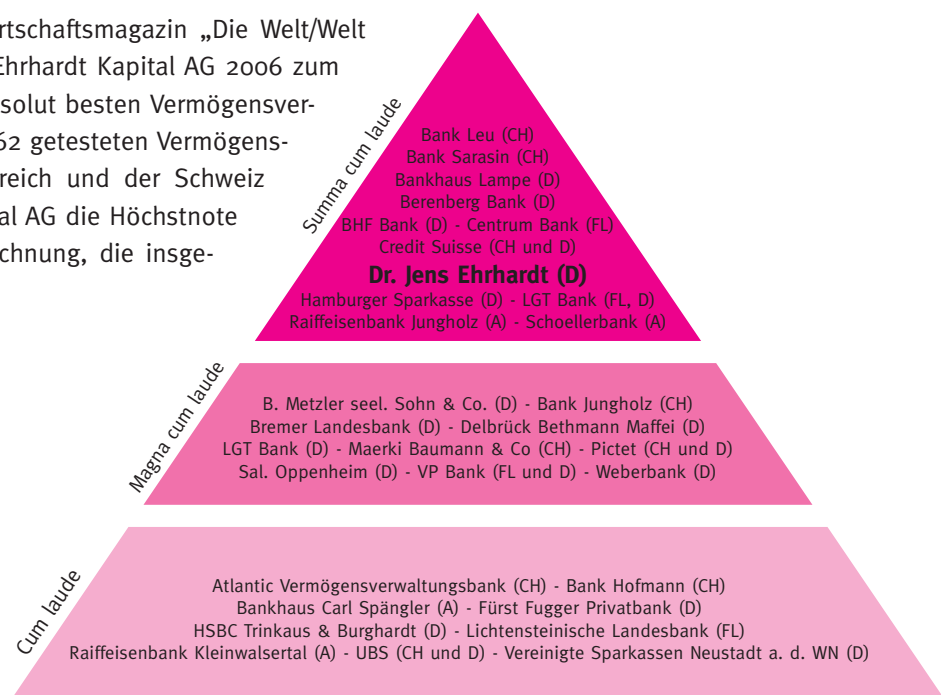 rtschaftsmagazin „Die Welt/Welt
Ehrhardt Kapital AG 2006 zum
solut besten Vermögensver-
62 getesteten Vermögens-
reich und der Schweiz
al AG die Höchstnote
chnung, die insge-
Summa cum laude
Bank Leu (CH)
Bank Sarasin (CH)
Bankhaus Lampe (D)
Berenberg Bank (D)
BHF Bank (D) - Centrum Bank (FL)
Credit Suisse (CH und D)
Dr. Jens Ehrhardt (D)
Hamburger Sparkasse (D) - LGT Bank (FL, D)
Raiffeisenbank Jungholz (A) - Schoellerbank (A)
Magna cum laude
B. Metzler seel. Sohn & Co. (D) - Bank Jungholz (CH)
Bremer Landesbank (D) - Delbrück Bethmann Maffei (D)
LGT Bank (D) - Maerki Baumann & Co (CH) - Pictet (CH und D)
Sal. Oppenheim (D) - VP Bank (FL und D) - Weberbank (D)
Cum laude
Atlantic Vermögensverwaltungsbank (CH) - Bank Hofmann (CH)
Bankhaus Carl Spängler (A) - Fürst Fugger Privatbank (D)
HSBC Trinkaus & Burghardt (D) - Lichtensteinische Landesbank (FL)
Raiffeisenbank Kleinwalsertal (A) - UBS (CH und D) - Vereinigte Sparkassen Neustadt a. d. WN (D)